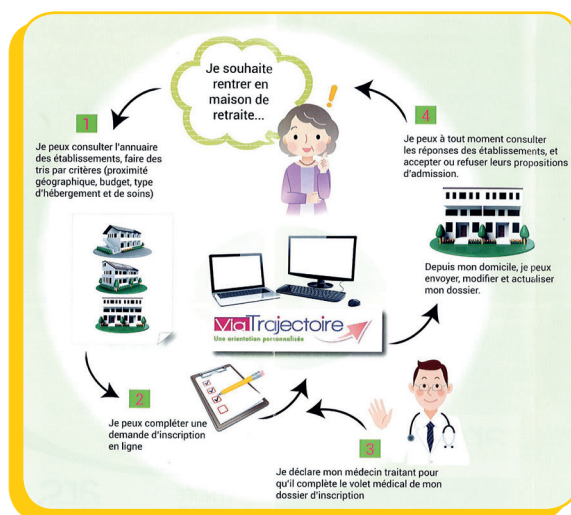 Je souhaite
rentrer en
maison de
retraite...
1
Je peux consulter l'annuaire
des établissements, faire des
tris par critères (proximité
géographique, budget, type
d'hébergement et de soins)
2
Je peux compléter une
demande d'inscription
en ligne
ViaTrajectoire
Une orientation personnalisée
3
Je déclare mon médecin traitant pour
qu'il complète le volet médical de mon
dossier d'inscription
4
Je peux à tout moment consulter
les réponses des établissements, et
accepter ou refuser leurs propositions
d'admission.
Depuis mon domicile, je peux
envoyer, modifier et actualiser
mon dossier.